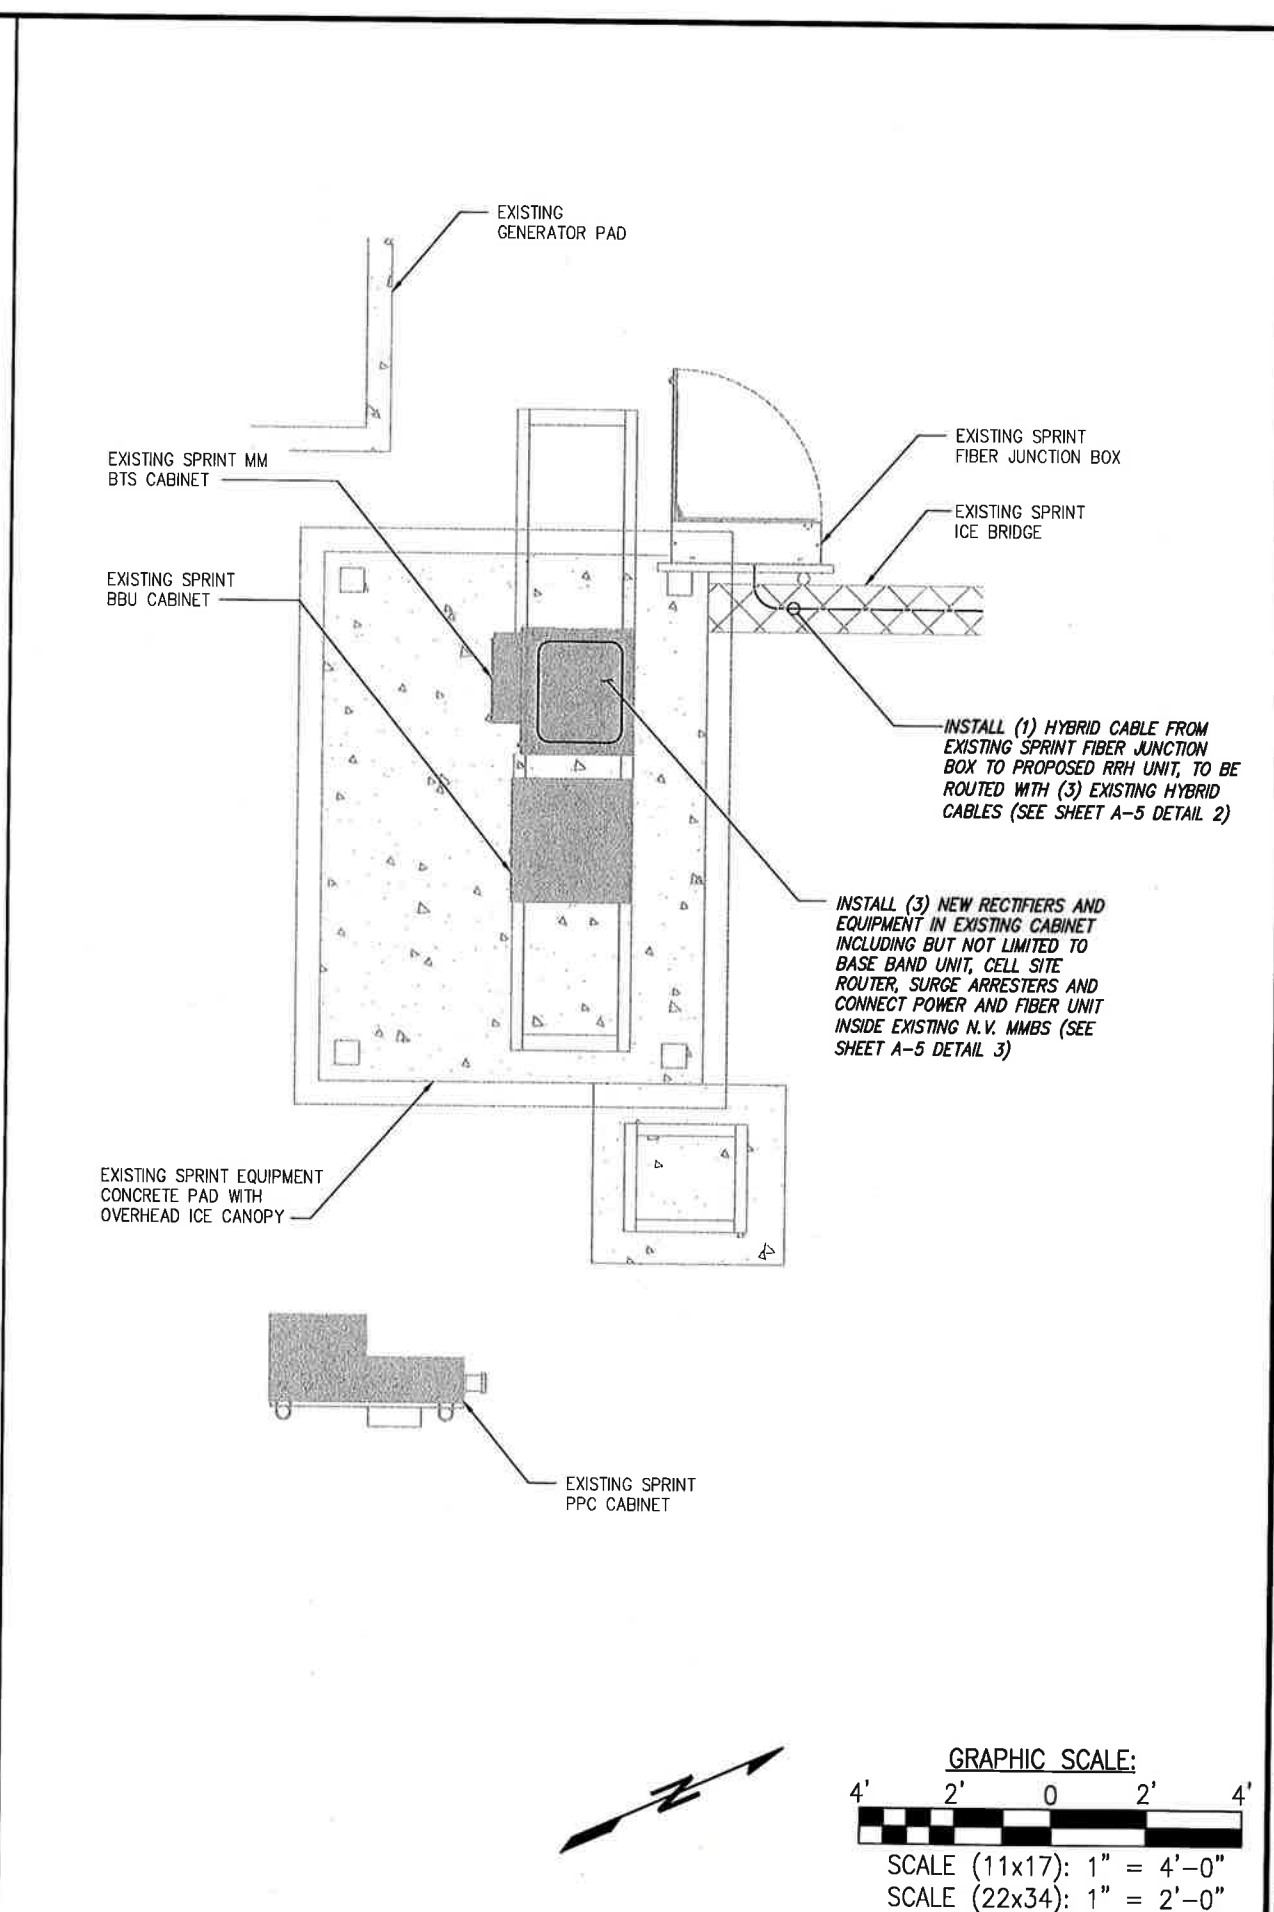 EXISTING
GENERATOR PAD
EXISTING SPRINT MM
BTS CABINET
EXISTING SPRINT
FIBER JUNCTION BOX
EXISTING SPRINT
ICE BRIDGE
EXISTING SPRINT
BBU CABINET
INSTALL (1) HYBRID CABLE FROM
EXISTING SPRINT FIBER JUNCTION
BOX TO PROPOSED RRH UNIT, TO BE
ROUTED WITH (3) EXISTING HYBRID
CABLES (SEE SHEET A-5 DETAIL 2)
INSTALL (3) NEW RECTIFIERS AND
EQUIPMENT IN EXISTING CABINET
INCLUDING BUT NOT LIMITED TO
BASE BAND UNIT, CELL SITE
ROUTER, SURGE ARRESTERS AND
CONNECT POWER AND FIBER UNIT
INSIDE EXISTING N.V. MMBS (SEE
SHEET A-5 DETAIL 3)
EXISTING SPRINT EQUIPMENT
CONCRETE PAD WITH
OVERHEAD ICE CANOPY
EXISTING SPRINT
PPC CABINET
N
GRAPHIC SCALE:
4' 2' 0 2' 4'
SCALE (11x17): 1" = 4'-0"
SCALE (22x34): 1" = 2'-0"